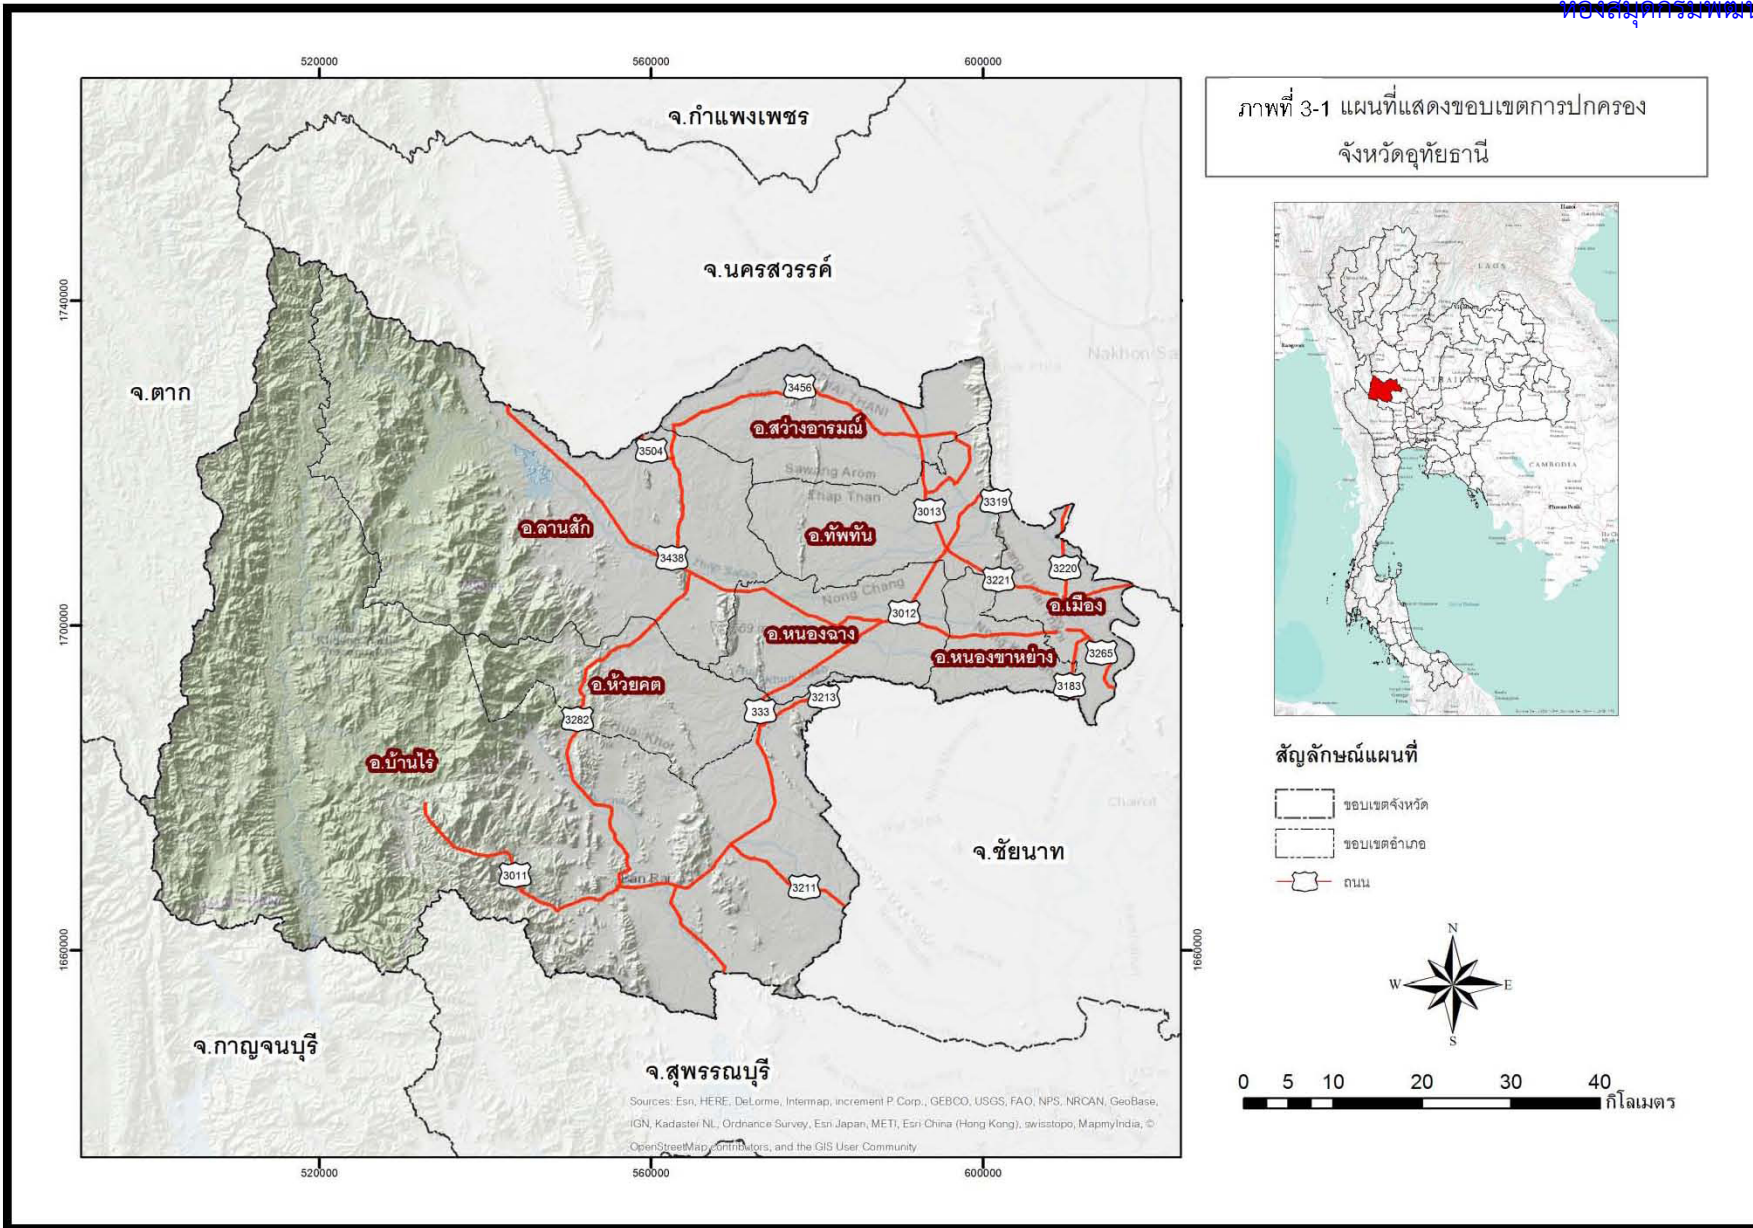 ภาพที่ 3-1 แผนที่แสดงขอบเขตการปกครอง
จังหวัดอุทัยธานี
520000
560000
600000
จ.กำแพงเพชร
จ.นครสวรรค์
1740000
1740000
Nakhon Sa
จ.ตาก
3456
อ.สว่างอารมณ์
3504
Sawang Arom
Thap Than
3013
3319
อ.ลานสัก
อ.ทัพทัน
3438
3221
3220
Nong Chang
3012
อ.เมือง
1700000
1700000
อ.หนองฉาง
อ.หนองขาหย่าง
3265
อ.ห้วยคต
3183
3213
333
3282
อ.บ้านไร่
จ.ชัยนาท
3011
Ban Rai
3211
1660000
1660000
จ.กาญจนบุรี
จ.สุพรรณบุรี
Sources: Esri, HERE, DeLorme, Intermap, increment P Corp., GEBCO, USGS, FAO, NPS, NRCAN, GeoBase,
IGN, Kadaster NL, Ordnance Survey, Esri Japan, METI, Esri China (Hong Kong), swisstopo, MapmyIndia, ©
OpenStreetMap contributors, and the GIS User Community
520000
560000
600000
LAOS
THAILAND
CAMBODIA
สัญลักษณ์แผนที่
ขอบเขตจังหวัด
ขอบเขตอำเภอ
ถนน
N
W
E
S
0 5 10 20 30 40
กิโลเมตร